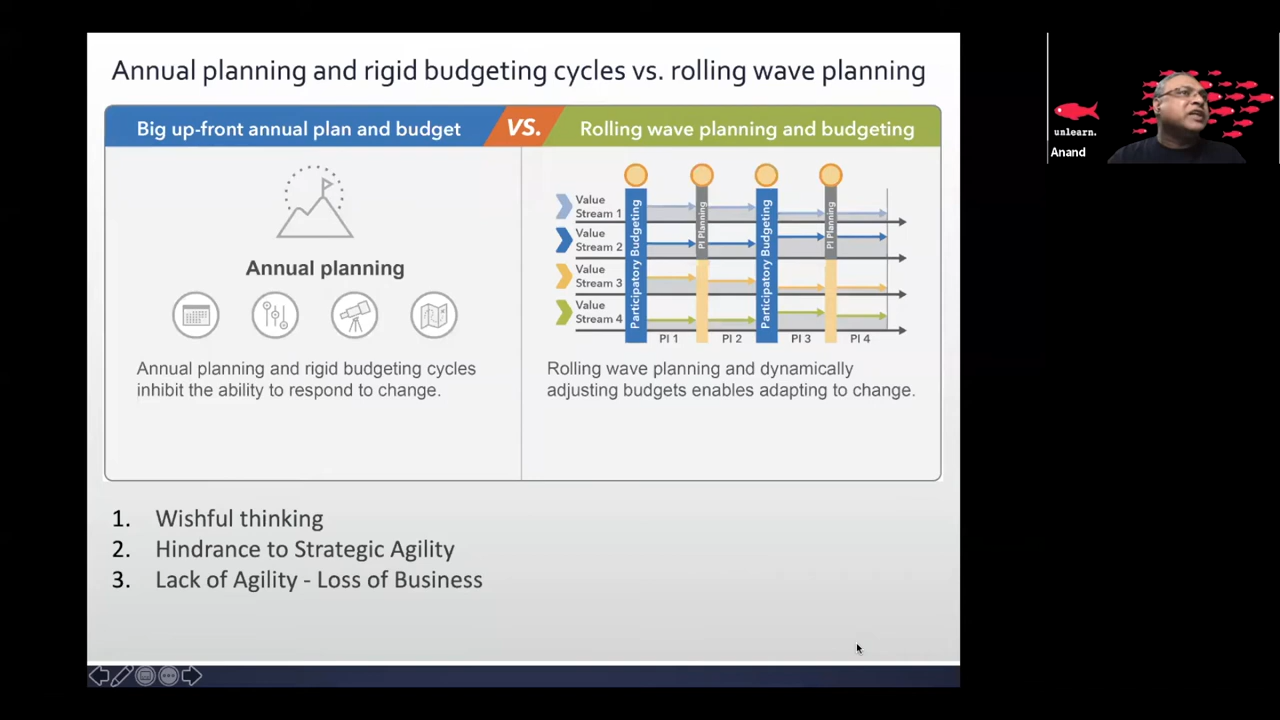 Annual planning and rigid budgeting cycles vs. rolling wave planning
Big up-front annual plan and budget
VS.
Rolling wave planning and budgeting
Annual planning
Annual planning and rigid budgeting cycles
inhibit the ability to respond to change.
Value
Stream 1
Value
Stream 2
Value
Stream 3
Value
Stream 4
Participatory Budgeting
PI Planning
Participatory Budgeting
PI Planning
PI 1
PI 2
PI 3
PI 4
Rolling wave planning and dynamically
adjusting budgets enables adapting to change.
1. Wishful thinking
2. Hindrance to Strategic Agility
3. Lack of Agility - Loss of Business
unlearn.
Anand